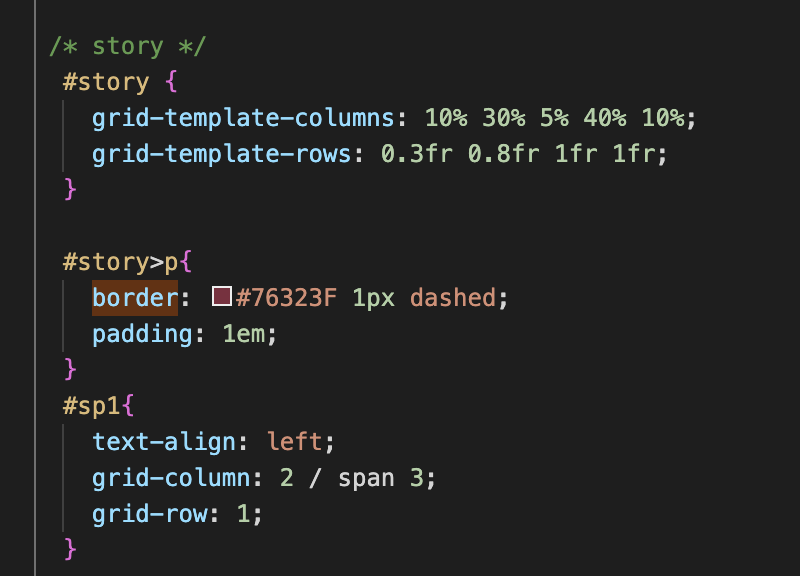 /* story */
#story {
grid-template-columns: 10% 30% 5% 40% 10%;
grid-template-rows: 0.3fr 0.8fr 1fr 1fr;
}
#story>p{
border: #76323F 1px dashed;
padding: 1em;
}
#sp1{
text-align: left;
grid-column: 2 / span 3;
grid-row: 1;
}